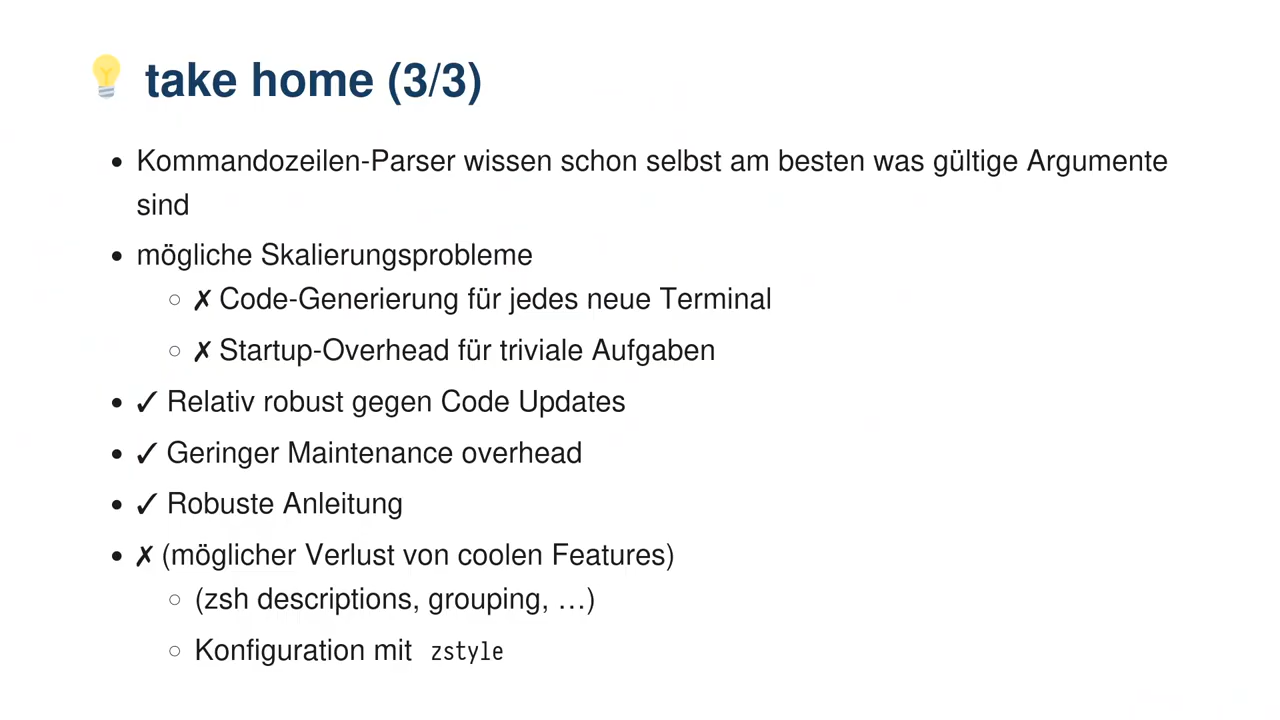 💡 take home (3/3)
• Kommandozeilen-Parser wissen schon selbst am besten was gültige Argumente
sind
• mögliche Skalierungsprobleme
○ ✗ Code-Generierung für jedes neue Terminal
○ ✗ Startup-Overhead für triviale Aufgaben
• ✓ Relativ robust gegen Code Updates
• ✓ Geringer Maintenance overhead
• ✓ Robuste Anleitung
• ✗ (möglicher Verlust von coolen Features)
○ (zsh descriptions, grouping, …)
○ Konfiguration mit zstyle